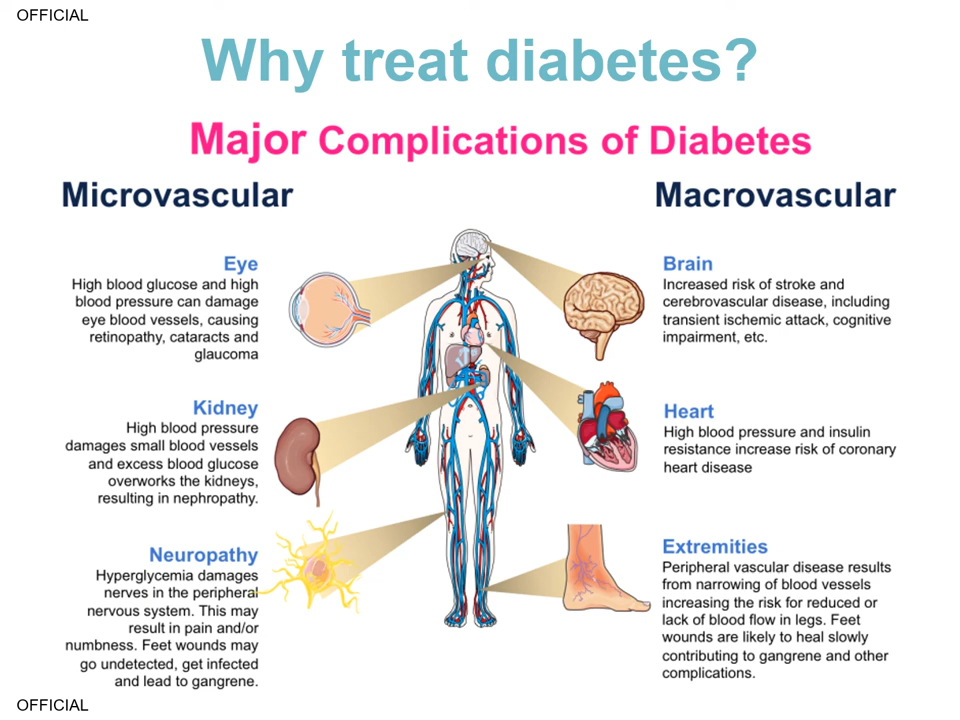 OFFICIAL
Why treat diabetes?
Major Complications of Diabetes
Microvascular
Macrovascular
Eye
High blood glucose and high
blood pressure can damage
eye blood vessels, causing
retinopathy, cataracts and
glaucoma
Brain
Increased risk of stroke and
cerebrovascular disease, including
transient ischemic attack, cognitive
impairment, etc.
Kidney
High blood pressure
damages small blood vessels
and excess blood glucose
overworks the kidneys,
resulting in nephropathy.
Heart
High blood pressure and insulin
resistance increase risk of coronary
heart disease
Neuropathy
Hyperglycemia damages
nerves in the peripheral
nervous system. This may
result in pain and/or
numbness. Feet wounds may
go undetected, get infected
and lead to gangrene.
Extremities
Peripheral vascular disease results
from narrowing of blood vessels
increasing the risk for reduced or
lack of blood flow in legs. Feet
wounds are likely to heal slowly
contributing to gangrene and other
complications.
OFFICIAL